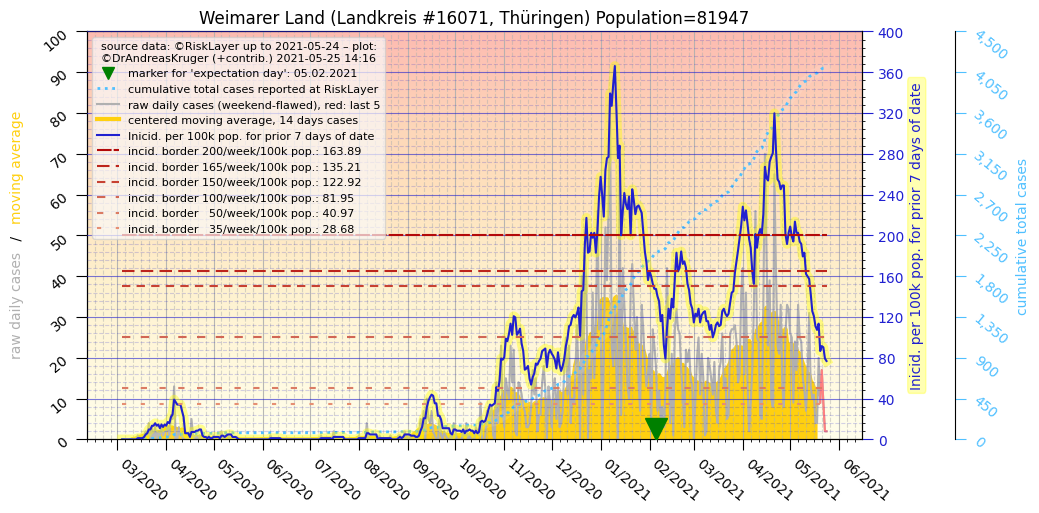 Weimarer Land (Landkreis #16071, Thüringen) Population=81947
source data: ©RiskLayer up to 2021-05-24 – plot:
©DrAndreasKruger (+contrib.) 2021-05-25 14:16
marker for 'expectation day': 05.02.2021
cumulative total cases reported at RiskLayer
raw daily cases (weekend-flawed), red: last 5
centered moving average, 14 days cases
Inicid. per 100k pop. for prior 7 days of date
incid. border 200/week/100k pop.: 163.89
incid. border 165/week/100k pop.: 135.21
incid. border 150/week/100k pop.: 122.92
incid. border 100/week/100k pop.: 81.95
incid. border   50/week/100k pop.: 40.97
incid. border   35/week/100k pop.: 28.68
raw daily cases / moving average
100
90
80
70
60
50
40
30
20
10
0
400
360
320
280
240
200
160
120
80
40
0
Inicid. per 100k pop. for prior 7 days of date
4,500
4,050
3,600
3,150
2,700
2,250
1,800
1,350
900
450
0
cumulative total cases
03/2020
04/2020
05/2020
06/2020
07/2020
08/2020
09/2020
10/2020
11/2020
12/2020
01/2021
02/2021
03/2021
04/2021
05/2021
06/2021